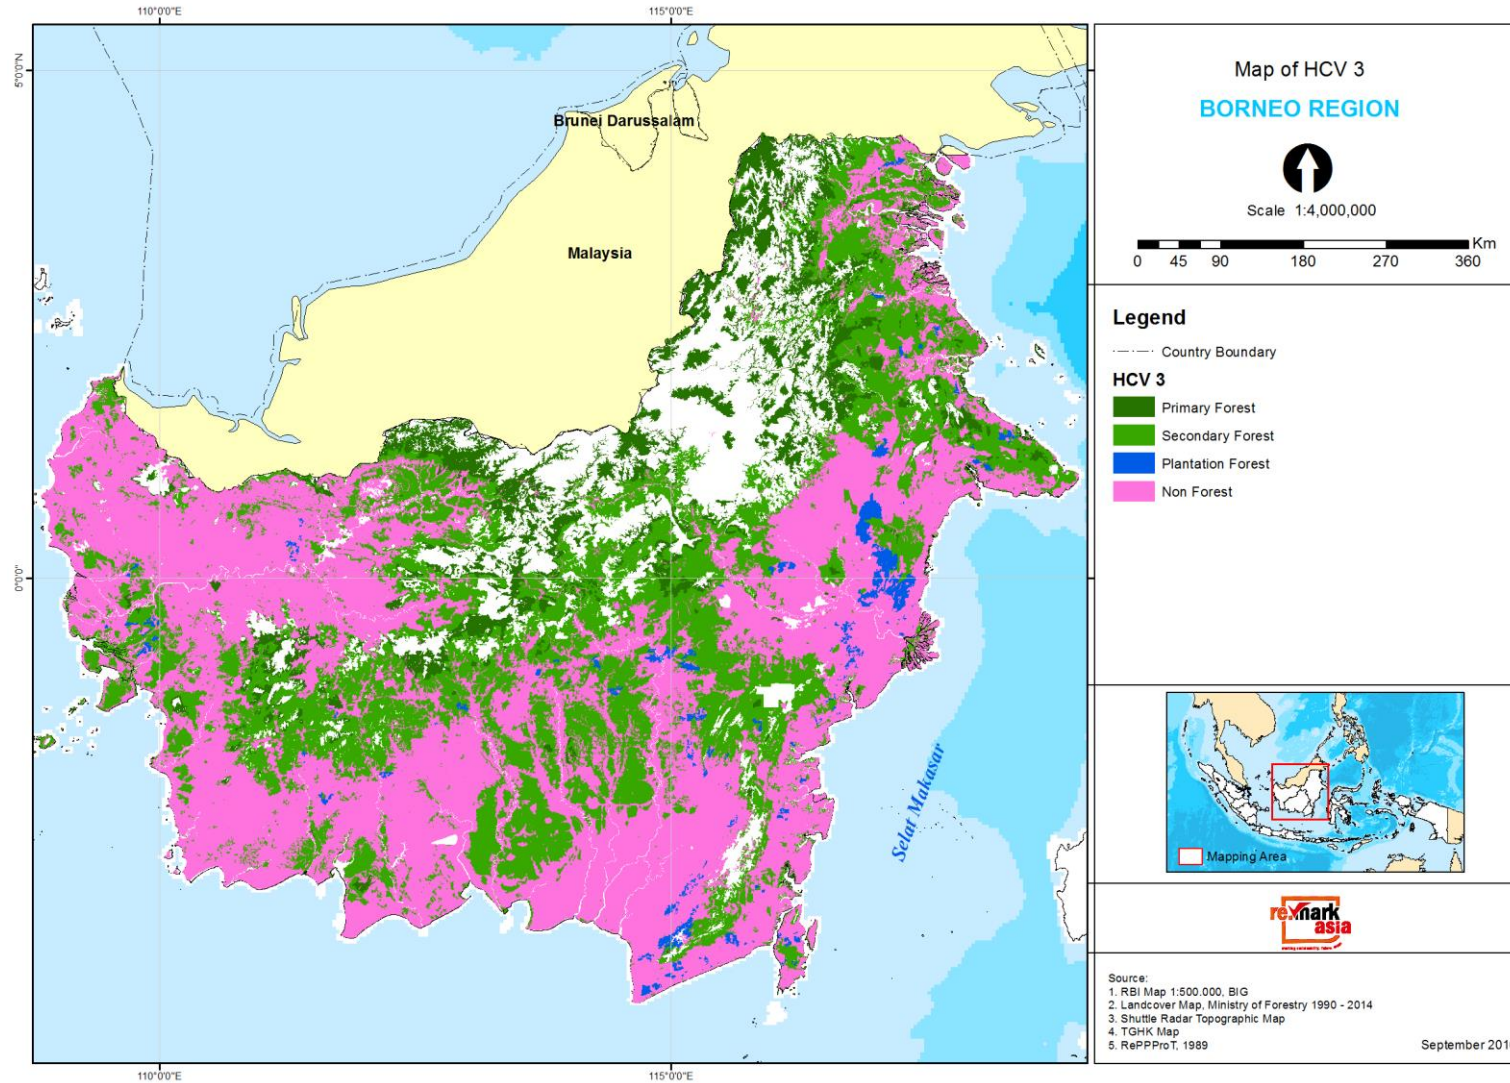 110°0'0"E
115°0'0"E
5°0'0"N
0°0'0"
Brunei Darussalam
Malaysia
Selat Makasar
110°0'0"E
115°0'0"E
Map of HCV 3
BORNEO REGION
Scale 1:4,000,000
Km
0 45 90 180 270 360
Legend
Country Boundary
HCV 3
Primary Forest
Secondary Forest
Plantation Forest
Non Forest
Mapping Area
re.mark
asia
Source:
1. RBI Map 1:500.000, BIG
2. Landcover Map, Ministry of Forestry 1990 - 2014
3. Shuttle Radar Topographic Map
4. TGHK Map
5. RePPProT, 1989
September